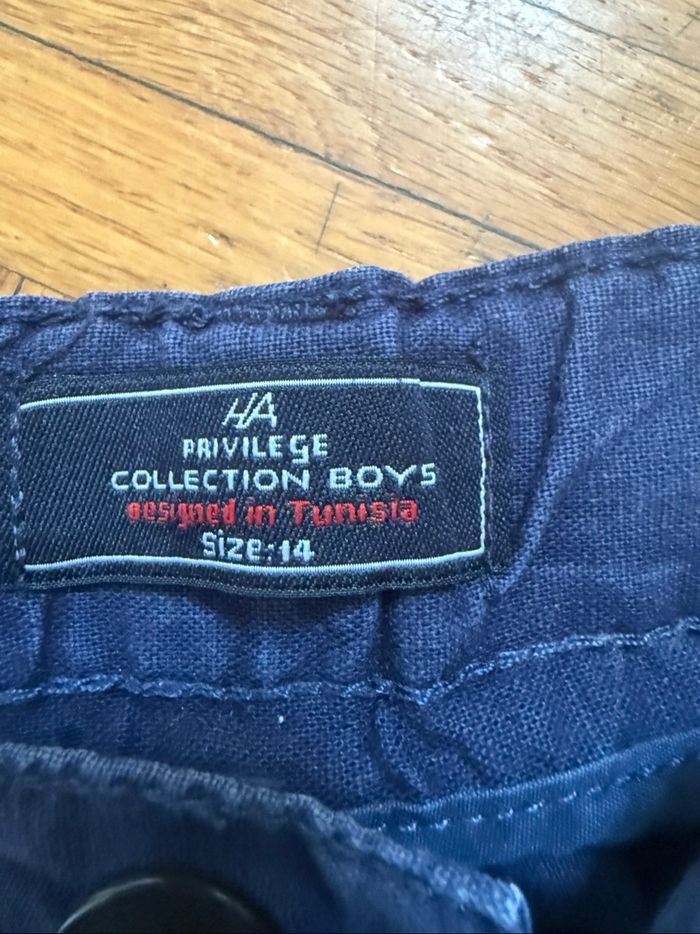 HA
PRIVILEGE
COLLECTION BOYS
Designed in Tunisia
Size:14